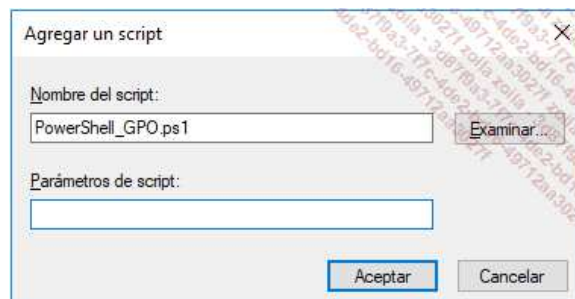 Agregar un script
Nombre del script:
PowerShell_GPO.ps1
Examinar...
Parámetros de script:
Aceptar
Cancelar